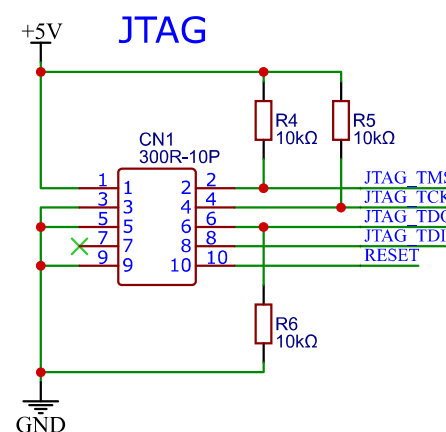 JTAG
+5V
R4
10kΩ
R5
10kΩ
CN1
300R-10P
1 1 2 2
3 3 4 4
5 5 6 6
7 7 8 8
9 9 10 10
JTAG_TMS
JTAG_TCK
JTAG_TDO
JTAG_TDI
RESET
R6
10kΩ
GND